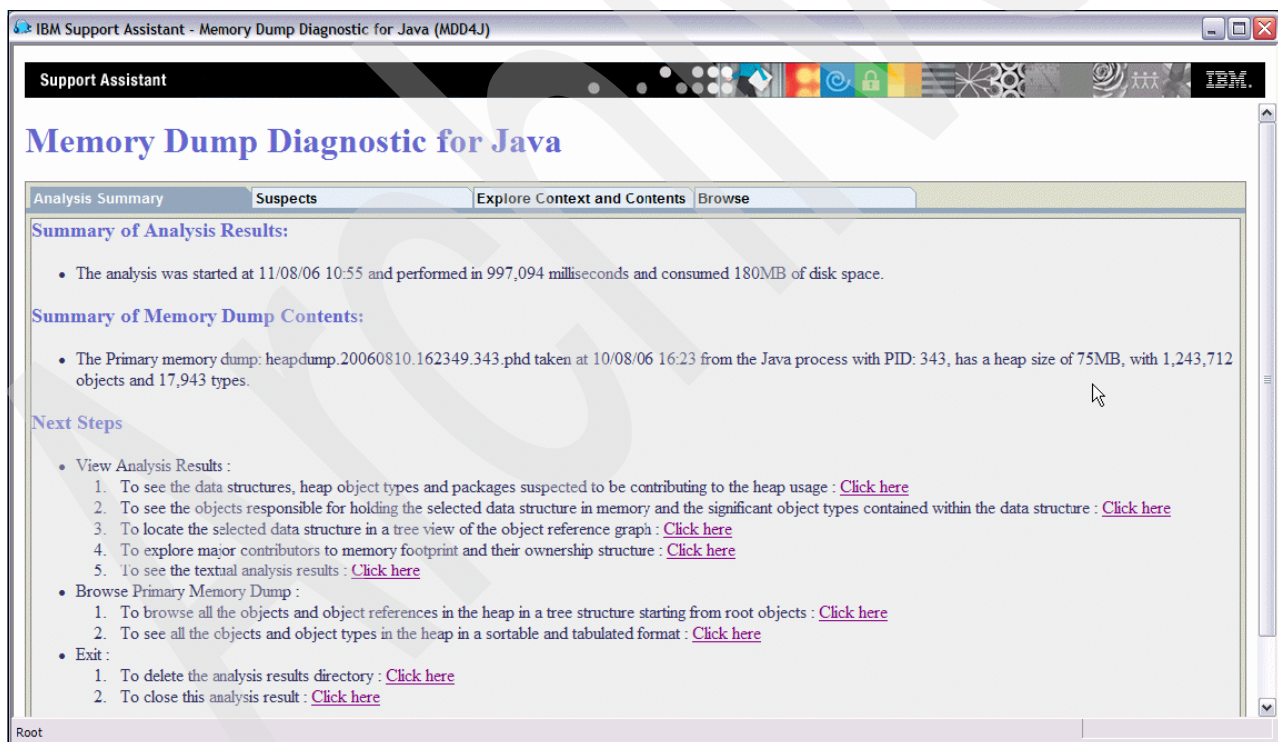 IBM Support Assistant - Memory Dump Diagnostic for Java (MDD4J)
Support Assistant
IBM.
Memory Dump Diagnostic for Java
Analysis Summary Suspects Explore Context and Contents Browse
Summary of Analysis Results:
• The analysis was started at 11/08/06 10:55 and performed in 997,094 milliseconds and consumed 180MB of disk space.
Summary of Memory Dump Contents:
• The Primary memory dump: heapdump.20060810.162349.343.phd taken at 10/08/06 16:23 from the Java process with PID: 343, has a heap size of 75MB, with 1,243,712
objects and 17,943 types.
Next Steps
• View Analysis Results :
1. To see the data structures, heap object types and packages suspected to be contributing to the heap usage : Click here
2. To see the objects responsible for holding the selected data structure in memory and the significant object types contained within the data structure : Click here
3. To locate the selected data structure in a tree view of the object reference graph : Click here
4. To explore major contributors to memory footprint and their ownership structure : Click here
5. To see the textual analysis results : Click here
• Browse Primary Memory Dump :
1. To browse all the objects and object references in the heap in a tree structure starting from root objects : Click here
2. To see all the objects and object types in the heap in a sortable and tabulated format : Click here
• Exit :
1. To delete the analysis results directory : Click here
2. To close this analysis result : Click here
Root